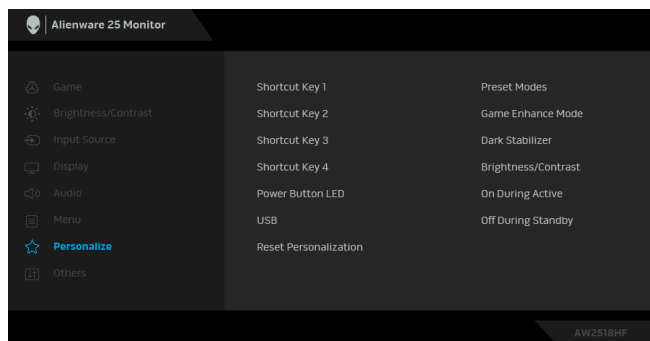 Alienware 25 Monitor
Game
Brightness/Contrast
Input Source
Display
Audio
Menu
Personalize
Others
Shortcut Key 1 Preset Modes
Shortcut Key 2 Game Enhance Mode
Shortcut Key 3 Dark Stabilizer
Shortcut Key 4 Brightness/Contrast
Power Button LED On During Active
USB Off During Standby
Reset Personalization
AW2518HF